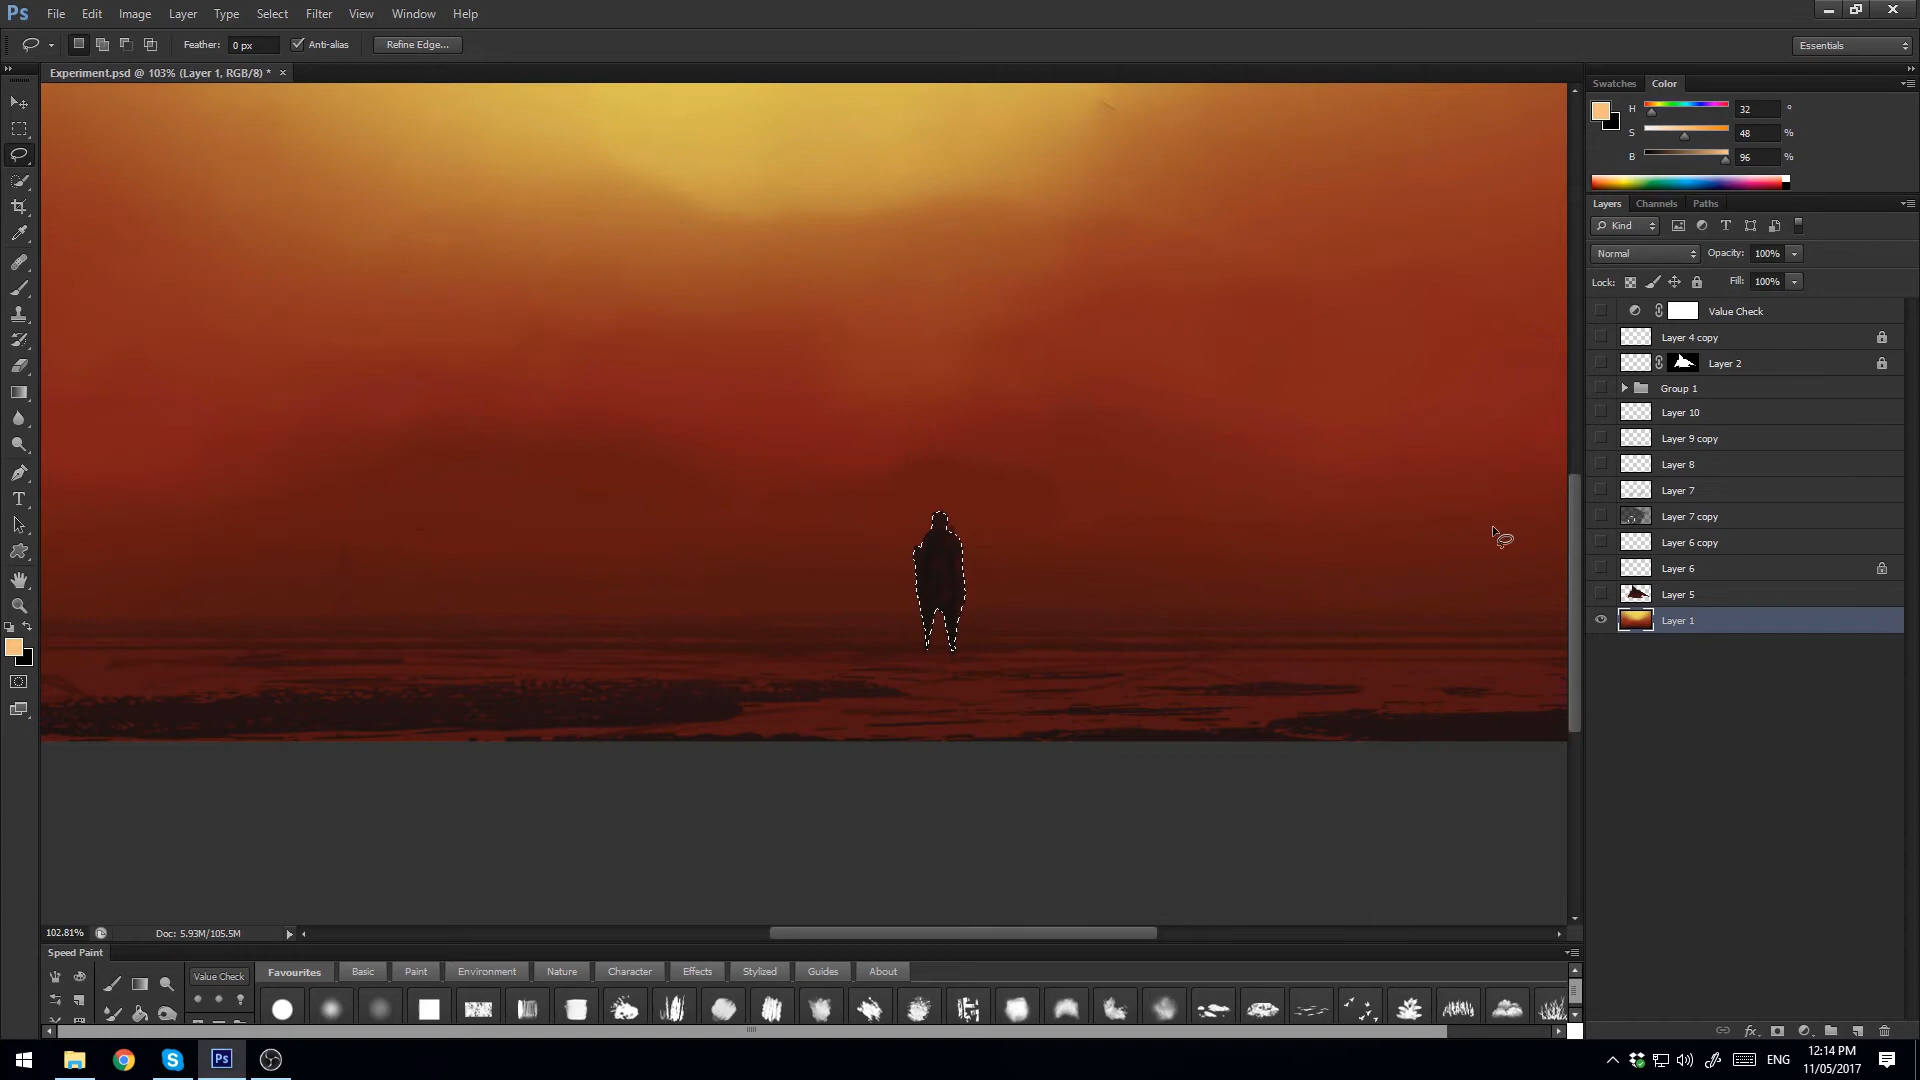 Ps File Edit Image Layer Type Select Filter Extract View Window Help
Feather: 0 px Anti-alias Refine Edge... Essentials
Experiment.psd @ 103% (Layer 1, RGB/8) *
Swatches Color
H 32 °
S 48 %
B 96 %
Layers Channels Paths
Kind
Normal Opacity: 100%
Lock: Fill: 100%
Value Check
Layer 4 copy
Layer 2
Group 1
Layer 10
Layer 9 copy
Layer 8
Layer 7
Layer 7 copy
Layer 6 copy
Layer 6
Layer 5
Layer 1
102.81% Doc: 5.93M/105.5M
Speed Paint
Value Check Favourites Basic Paint Environment Nature Character Effects Stylized Guides About
ENG
12:14 PM
11/05/2017